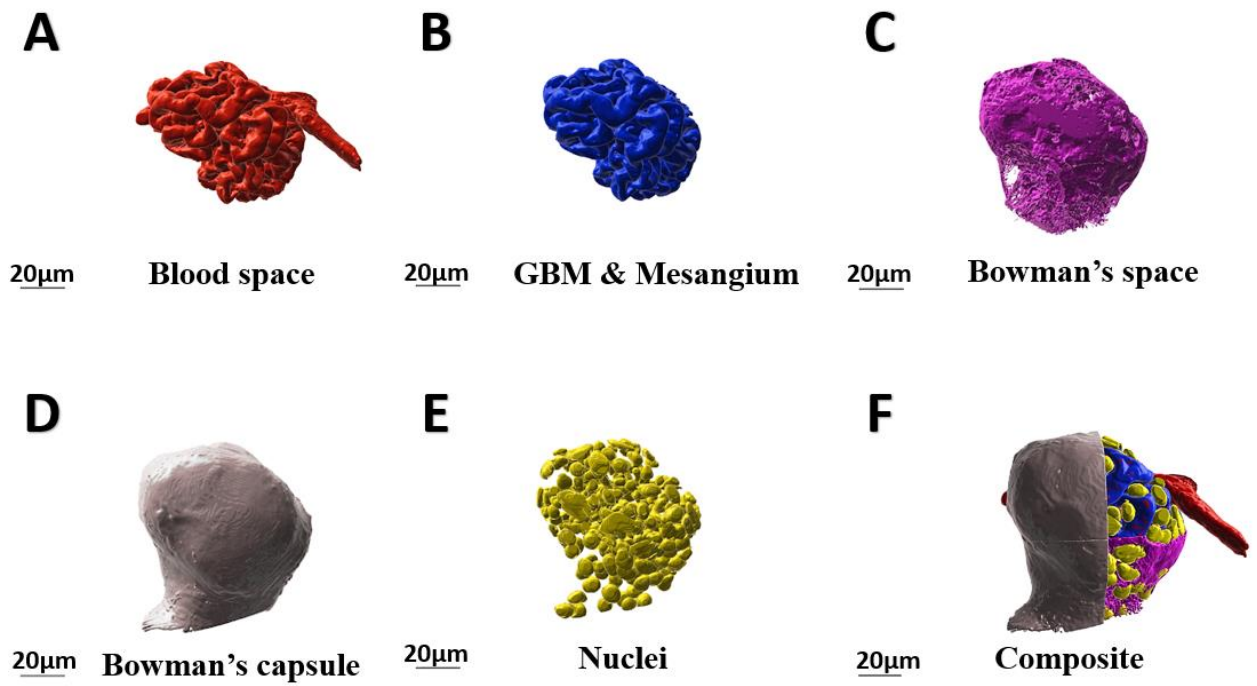 A
B
C
20µm
Blood space
20µm
GBM & Mesangium
20µm
Bowman’s space
D
E
F
20µm
Bowman’s capsule
20µm
Nuclei
20µm
Composite